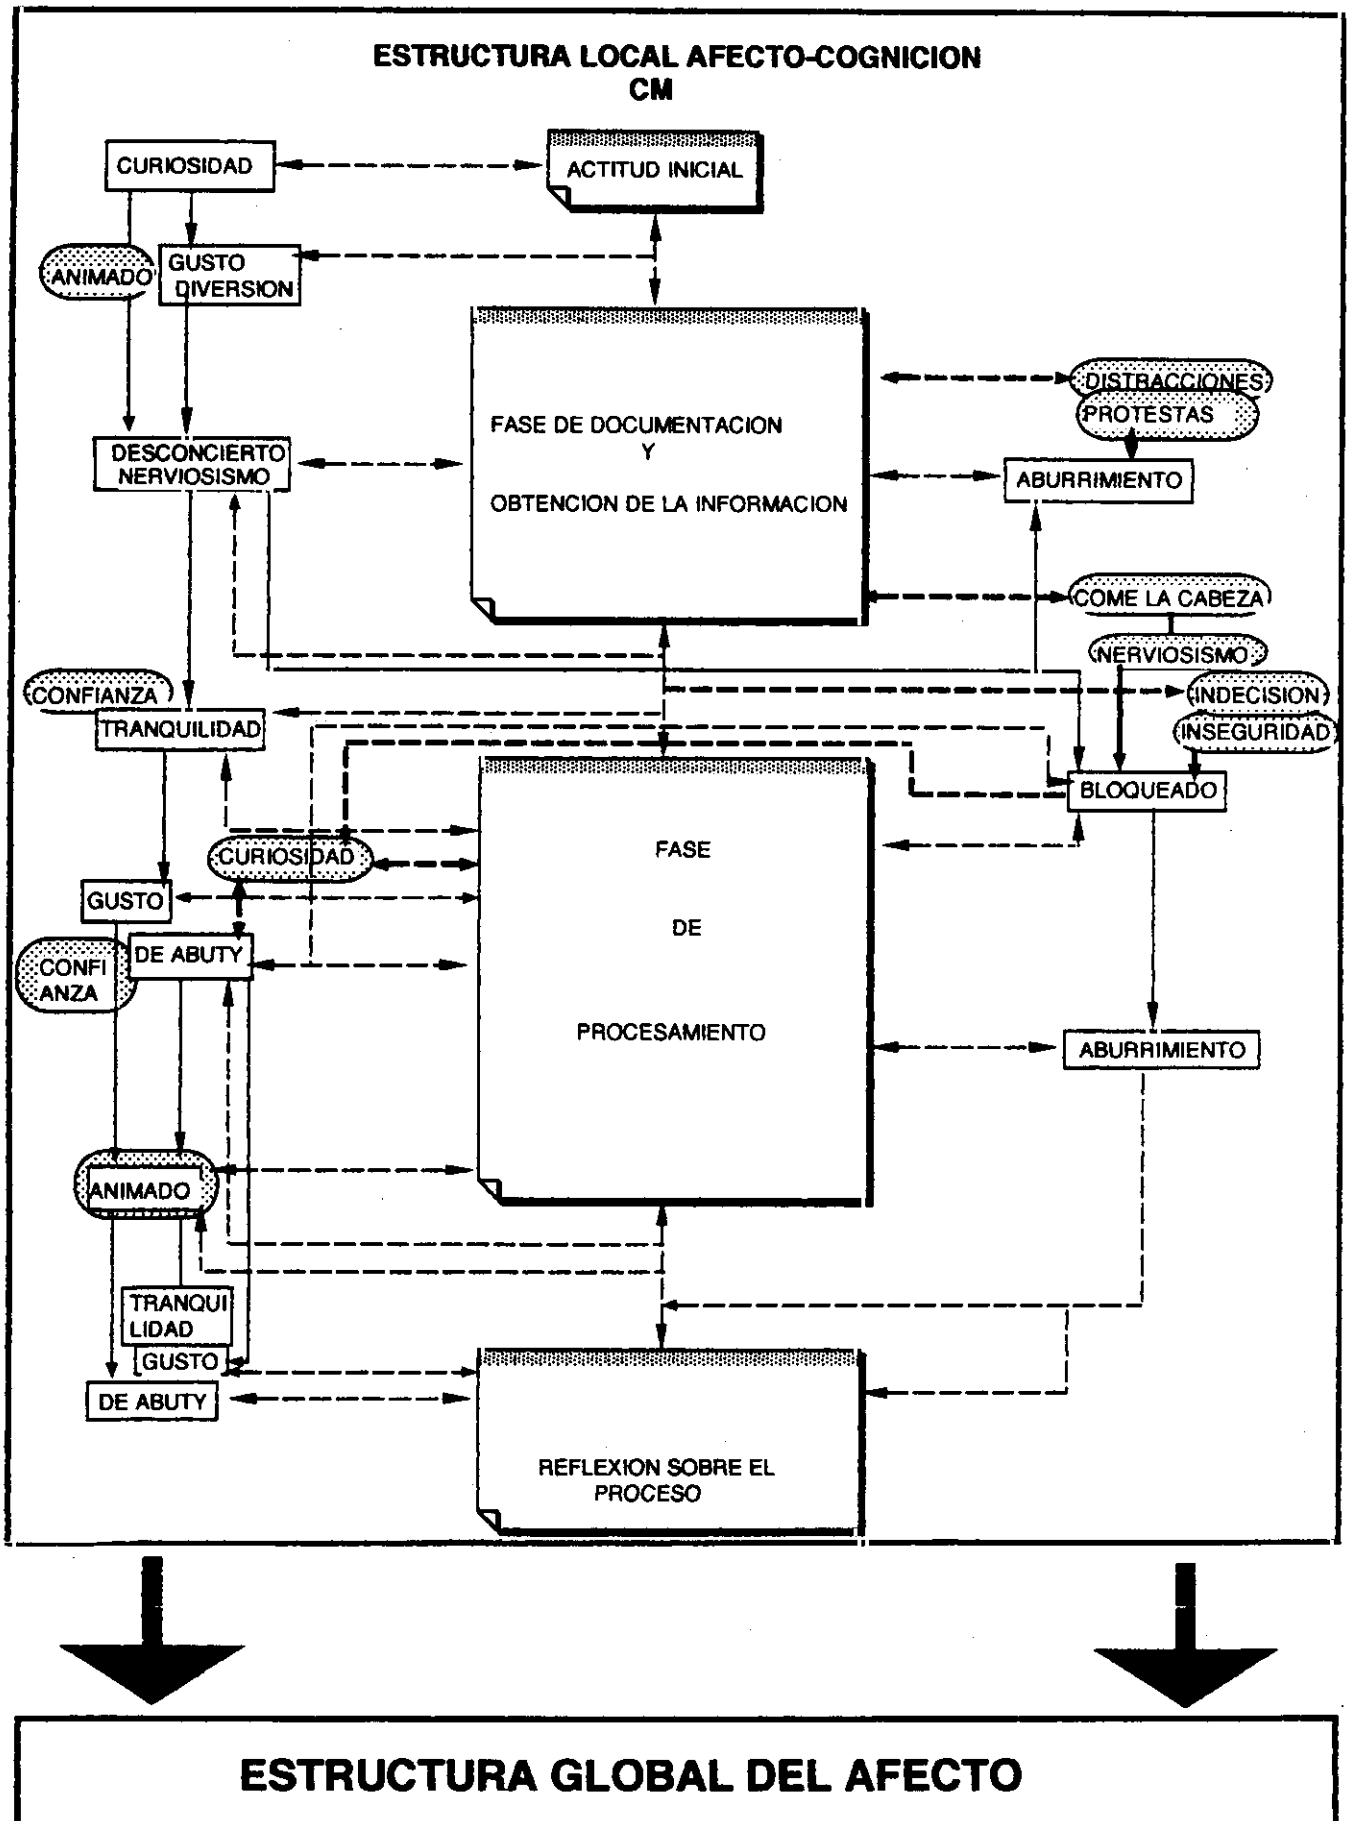 ESTRUCTURA LOCAL AFECTO-COGNICION
CM
CURIOSIDAD
ACTITUD INICIAL
ANIMADO
GUSTO
DIVERSION
DISTRACCIONES
PROTESTAS
FASE DE DOCUMENTACION
Y
OBTENCION DE LA INFORMACION
DESCONCIERTO
NERVIOSISMO
ABURRIMIENTO
COME LA CABEZA
NERVIOSISMO
CONFIANZA
TRANQUILIDAD
INDECISION
INSEGURIDAD
BLOQUEADO
CURIOSIDAD
FASE
DE
PROCESAMIENTO
GUSTO
DE ABUTY
CONFI
ANZA
ABURRIMIENTO
ANIMADO
TRANQUI
LIDAD
GUSTO
DE ABUTY
REFLEXION SOBRE EL
PROCESO
ESTRUCTURA GLOBAL DEL AFECTO